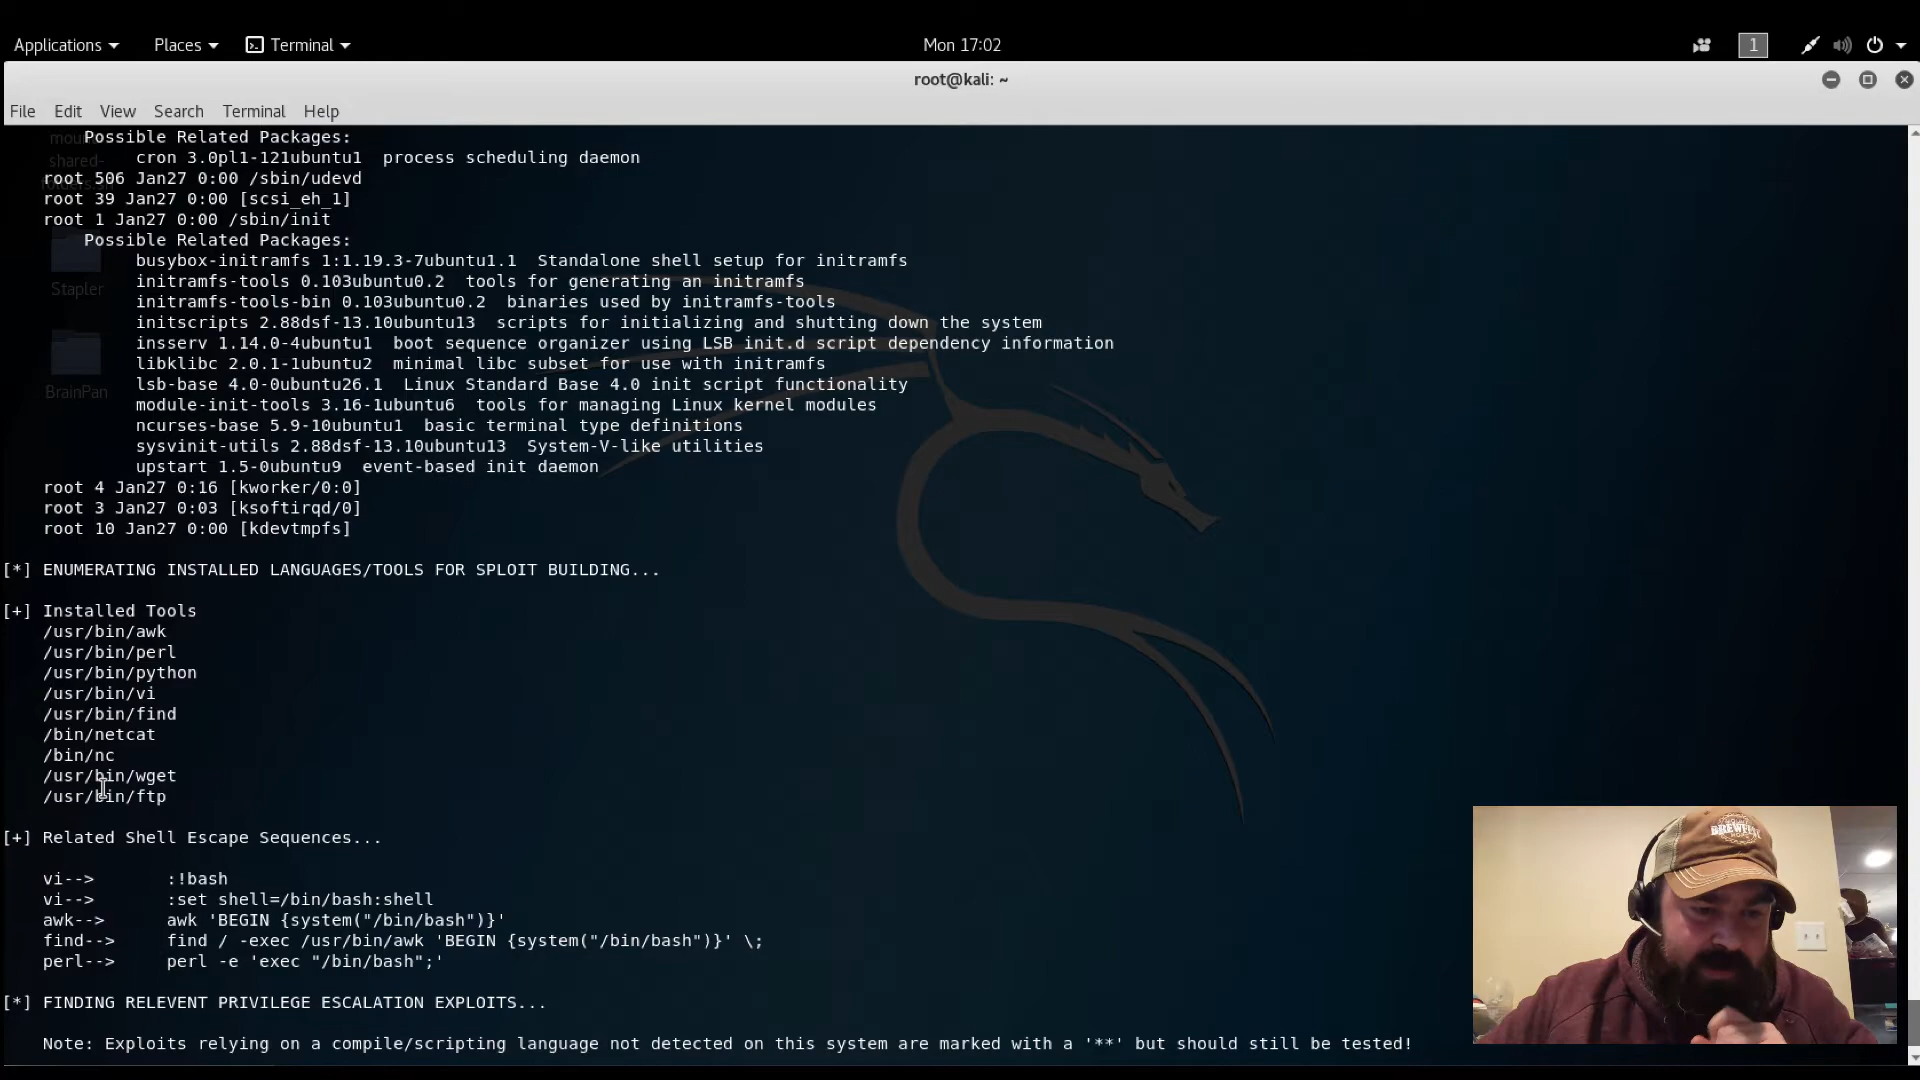 Applications Places Terminal Mon 17:02 1
root@kali: ~
File Edit View Search Terminal Help
Possible Related Packages:
cron 3.0pl1-121ubuntu1  process scheduling daemon
root 506 Jan27 0:00 /sbin/udevd
root 39 Jan27 0:00 [scsi_eh_1]
root 1 Jan27 0:00 /sbin/init
Possible Related Packages:
busybox-initramfs 1:1.19.3-7ubuntu1.1  Standalone shell setup for initramfs
initramfs-tools 0.103ubuntu0.2  tools for generating an initramfs
initramfs-tools-bin 0.103ubuntu0.2  binaries used by initramfs-tools
initscripts 2.88dsf-13.10ubuntu13  scripts for initializing and shutting down the system
insserv 1.14.0-4ubuntu1  boot sequence organizer using LSB init.d script dependency information
libklibc 2.0.1-1ubuntu2  minimal libc subset for use with initramfs
lsb-base 4.0-0ubuntu26.1  Linux Standard Base 4.0 init script functionality
module-init-tools 3.16-1ubuntu6  tools for managing Linux kernel modules
ncurses-base 5.9-10ubuntu1  basic terminal type definitions
sysvinit-utils 2.88dsf-13.10ubuntu13  System-V-like utilities
upstart 1.5-0ubuntu9  event-based init daemon
root 4 Jan27 0:16 [kworker/0:0]
root 3 Jan27 0:03 [ksoftirqd/0]
root 10 Jan27 0:00 [kdevtmpfs]
[*] ENUMERATING INSTALLED LANGUAGES/TOOLS FOR SPLOIT BUILDING...
[+] Installed Tools
/usr/bin/awk
/usr/bin/perl
/usr/bin/python
/usr/bin/vi
/usr/bin/find
/bin/netcat
/bin/nc
/usr/bin/wget
/usr/bin/ftp
[+] Related Shell Escape Sequences...
vi-->	:!bash
vi-->	:set shell=/bin/bash:shell
awk-->	awk 'BEGIN {system("/bin/bash")}'
find-->	find / -exec /usr/bin/awk 'BEGIN {system("/bin/bash")}' \;
perl-->	perl -e 'exec "/bin/bash";'
[*] FINDING RELEVENT PRIVILEGE ESCALATION EXPLOITS...
Note: Exploits relying on a compile/scripting language not detected on this system are marked with a '**' but should still be tested!
shared-
Stapler
BrainPan